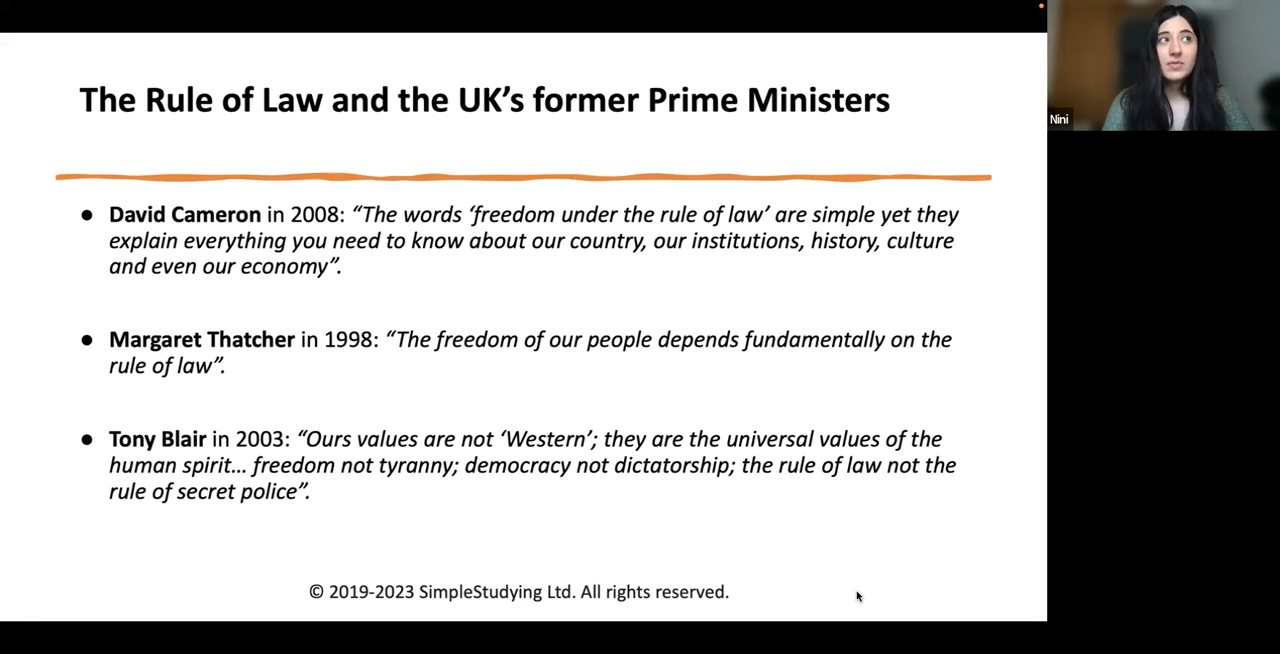 The Rule of Law and the UK’s former Prime Ministers
Nini
● David Cameron in 2008: “The words ‘freedom under the rule of law’ are simple yet they
explain everything you need to know about our country, our institutions, history, culture
and even our economy”.
● Margaret Thatcher in 1998: “The freedom of our people depends fundamentally on the
rule of law”.
● Tony Blair in 2003: “Ours values are not ‘Western’; they are the universal values of the
human spirit… freedom not tyranny; democracy not dictatorship; the rule of law not the
rule of secret police”.
© 2019-2023 SimpleStudying Ltd. All rights reserved.